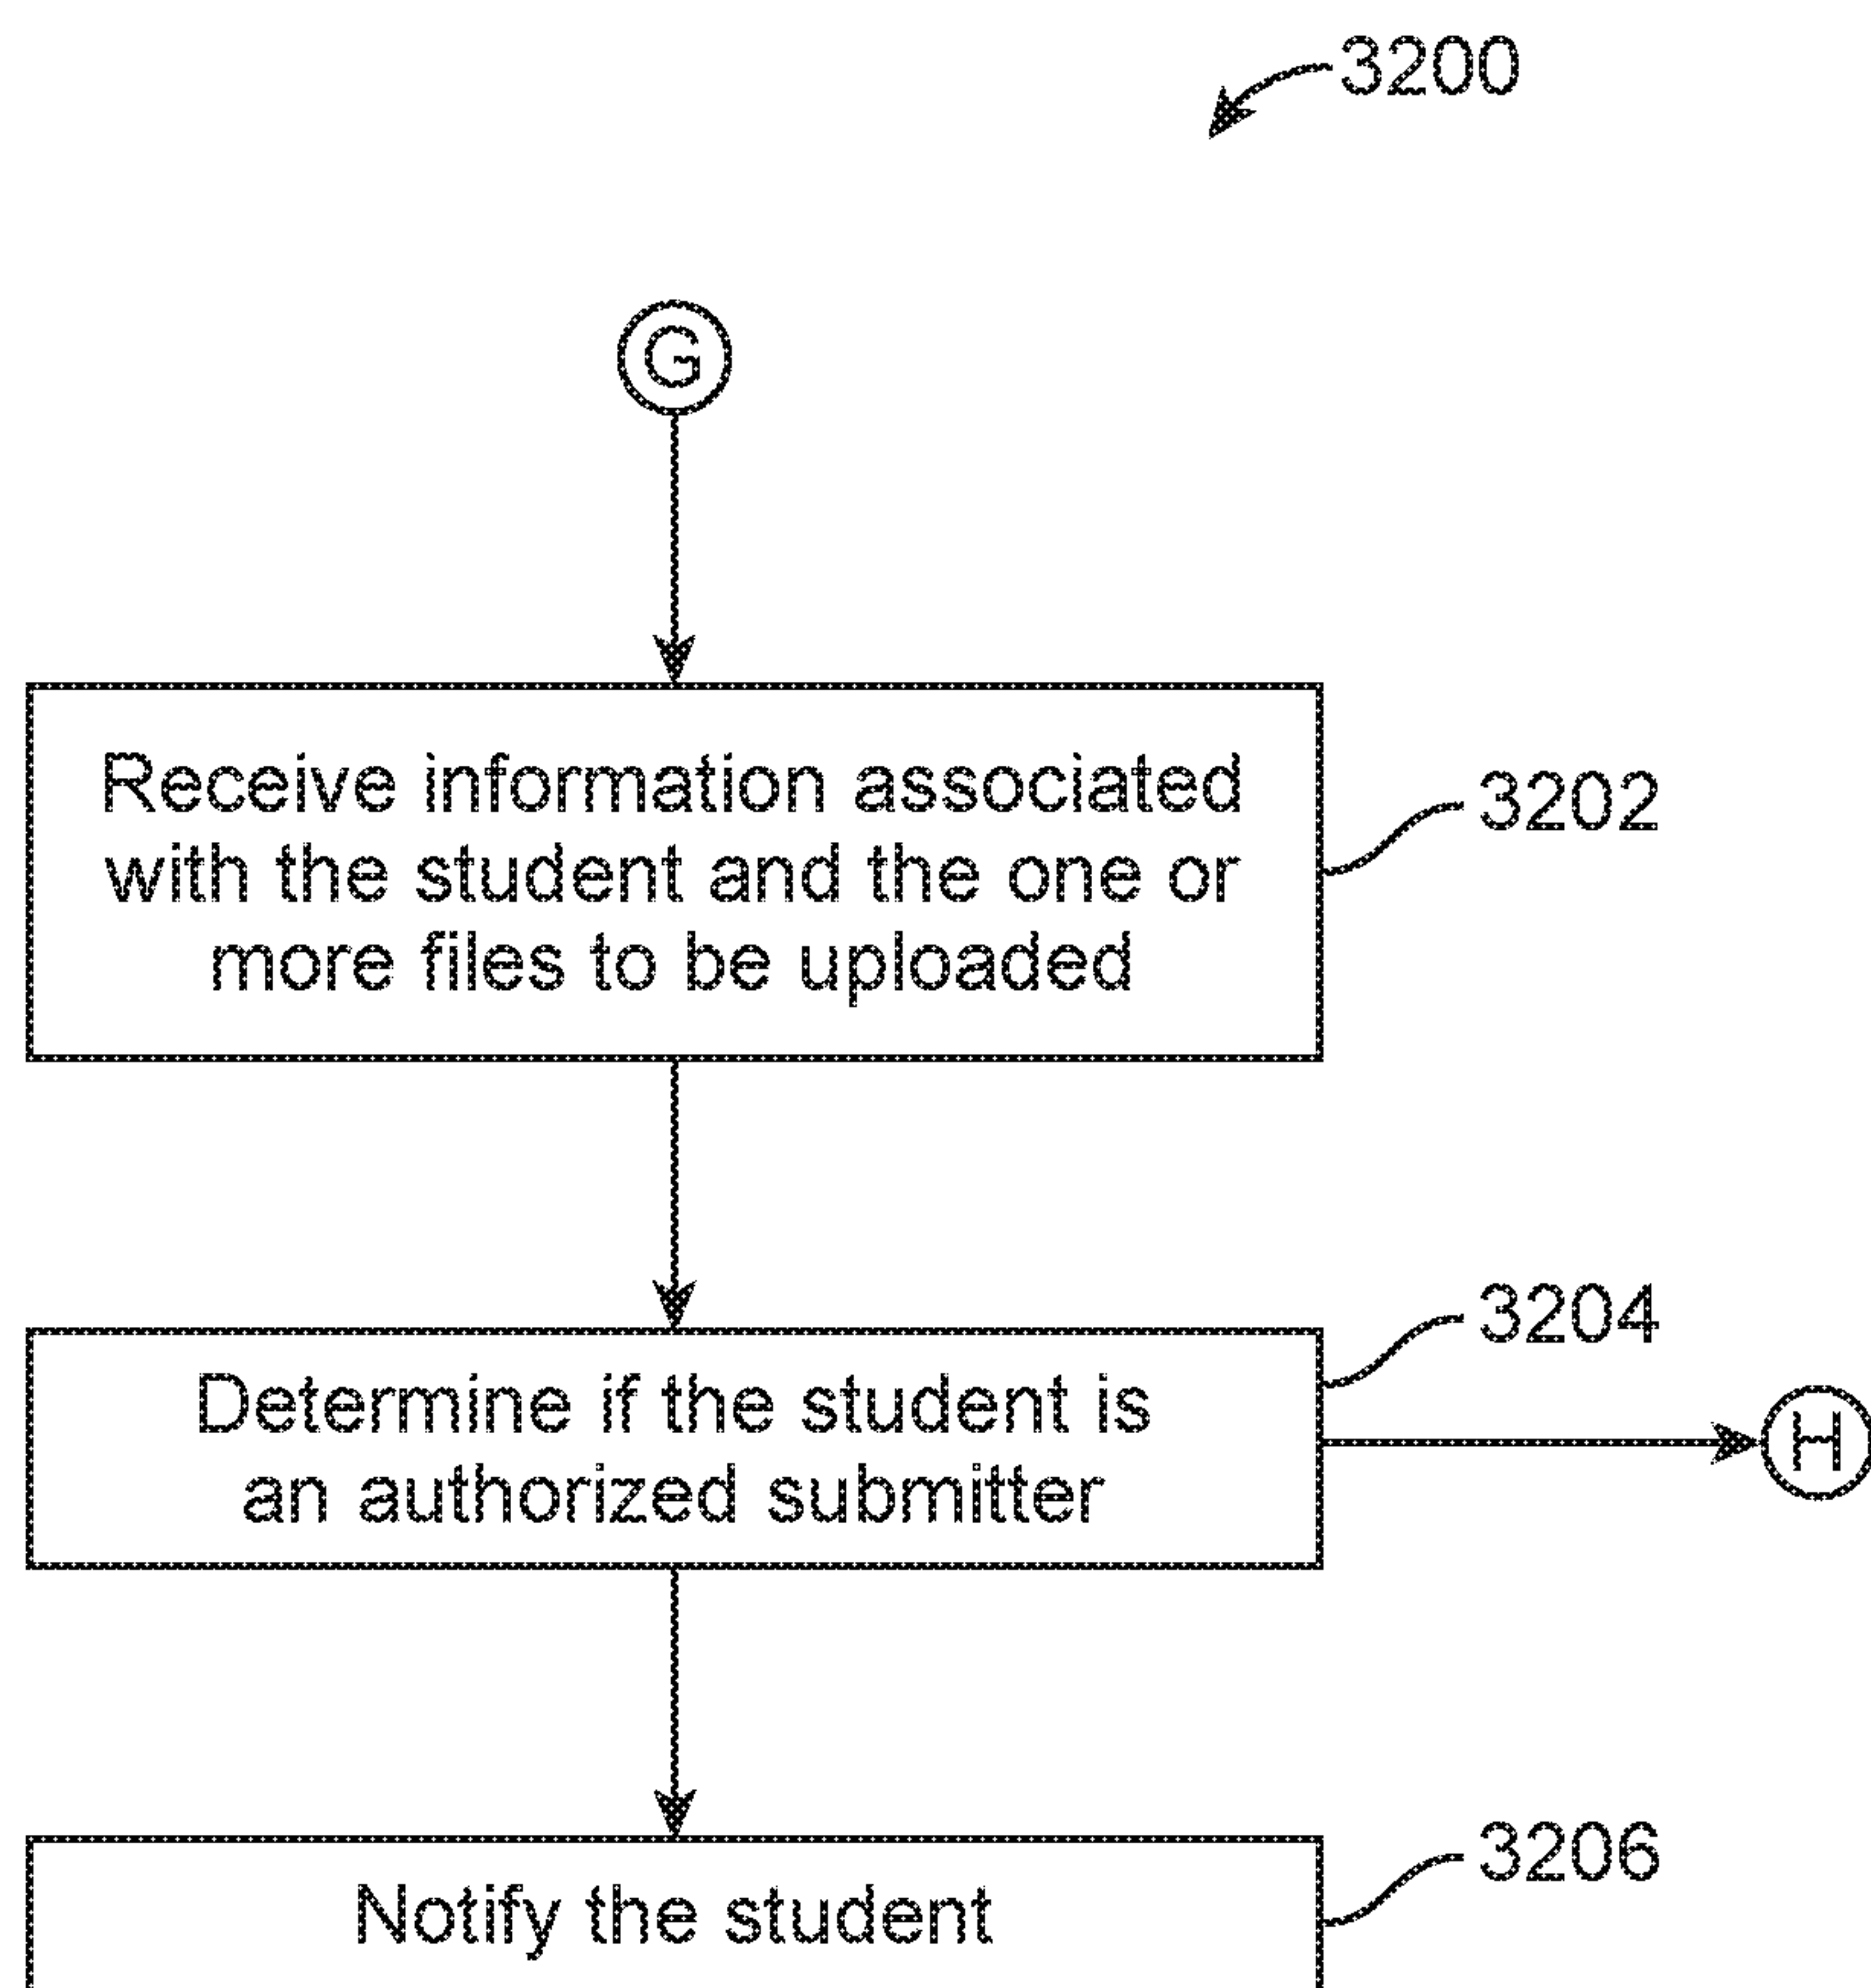 3200
G
Receive information associated
with the student and the one or
more files to be uploaded
3202
Determine if the student is
an authorized submitter
3204
H
Notify the student
3206